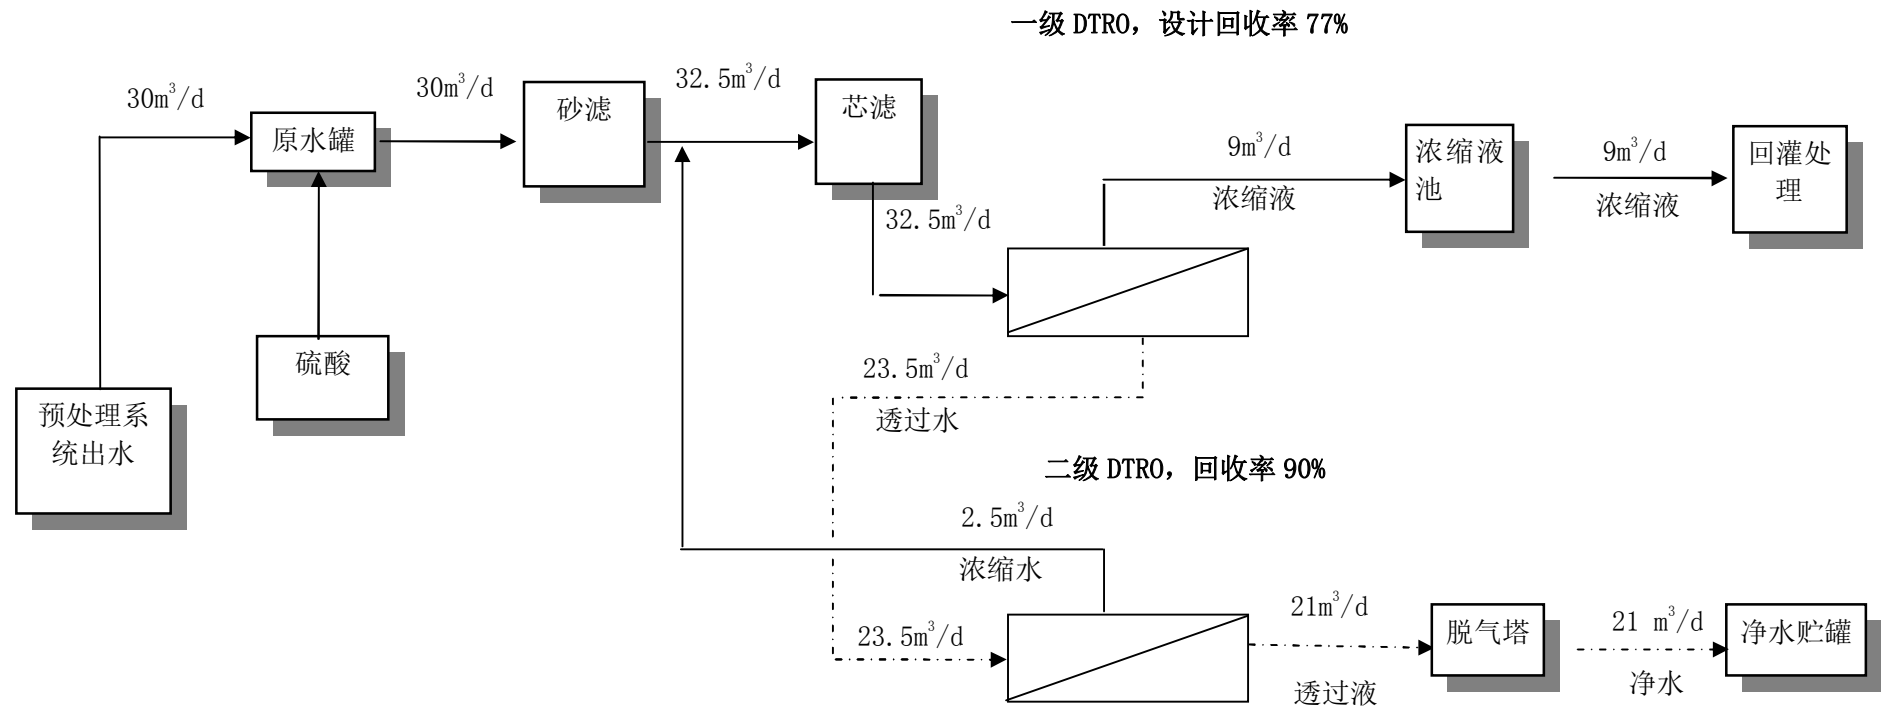 一级 DTRO，设计回收率 77%
30m³/d
30m³/d
32.5m³/d
原水罐
砂滤
芯滤
9m³/d
浓缩液
浓缩液
池
9m³/d
浓缩液
回灌处
理
32.5m³/d
硫酸
预处理系
统出水
23.5m³/d
透过水
二级 DTRO，回收率 90%
2.5m³/d
浓缩水
23.5m³/d
21m³/d
透过液
脱气塔
21 m³/d
净水
净水贮罐